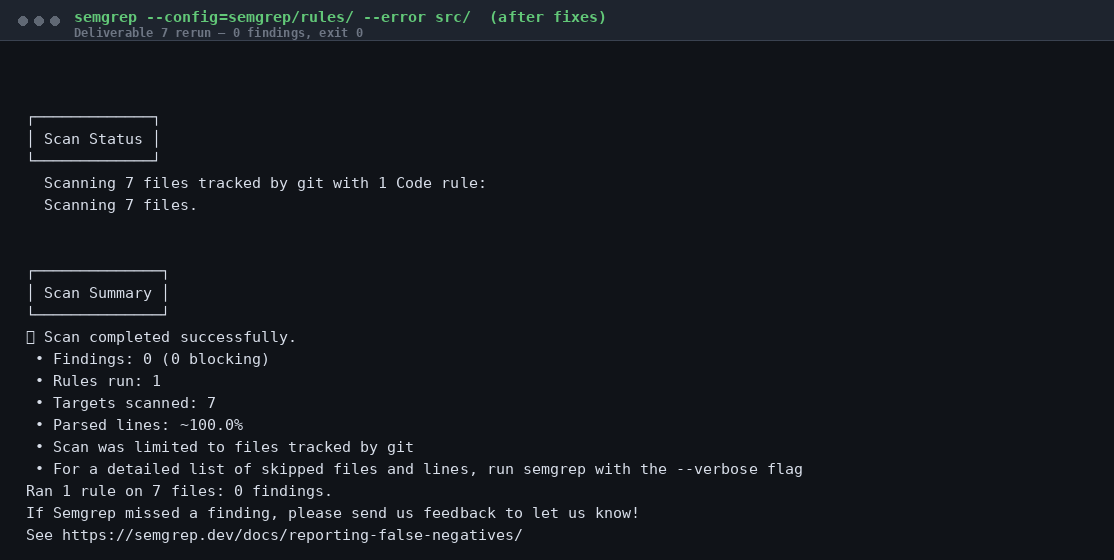 semgrep --config=semgrep/rules/ --error src/  (after fixes)
Deliverable 7 rerun — 0 findings, exit 0
┌─────────────┐
│ Scan Status │
└─────────────┘
  Scanning 7 files tracked by git with 1 Code rule:
  Scanning 7 files.
┌──────────────┐
│ Scan Summary │
└──────────────┘
Scan completed successfully.
 • Findings: 0 (0 blocking)
 • Rules run: 1
 • Targets scanned: 7
 • Parsed lines: ~100.0%
 • Scan was limited to files tracked by git
 • For a detailed list of skipped files and lines, run semgrep with the --verbose flag
Ran 1 rule on 7 files: 0 findings.
If Semgrep missed a finding, please send us feedback to let us know!
See https://semgrep.dev/docs/reporting-false-negatives/